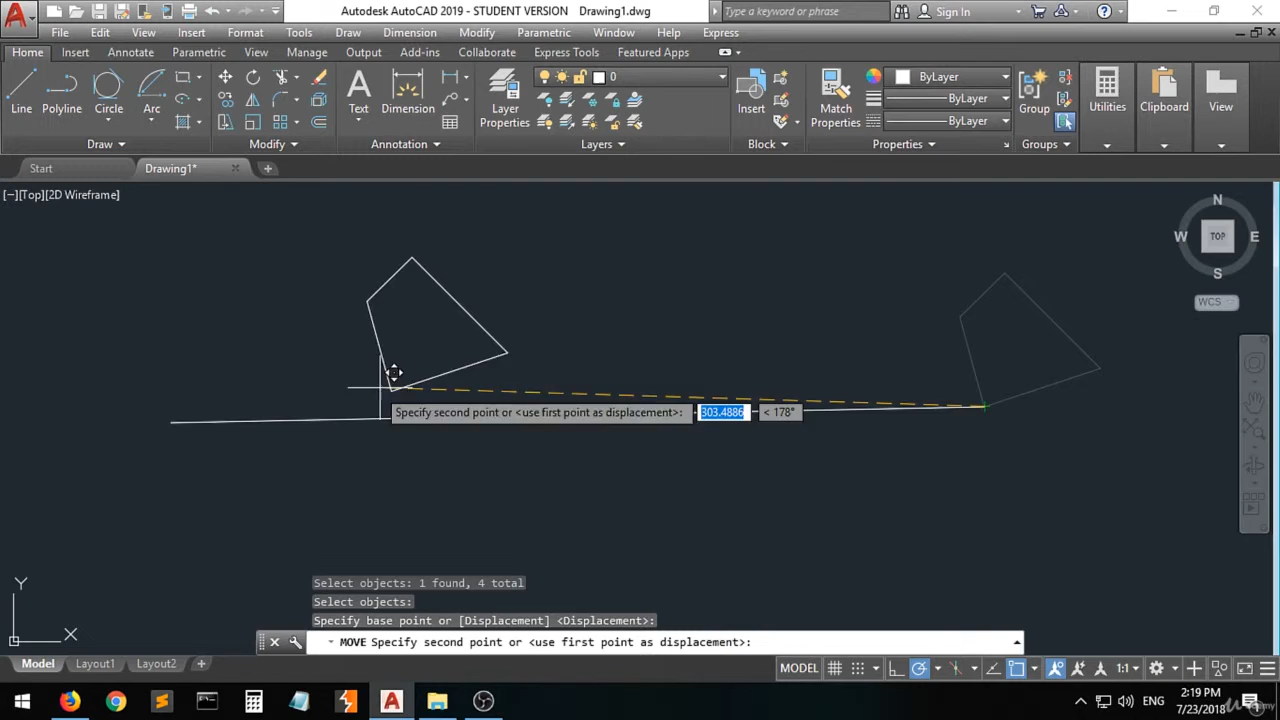 Autodesk AutoCAD 2019 - STUDENT VERSION Drawing1.dwg
Type a keyword or phrase
Sign In
File Edit View Insert Format Tools Draw Dimension Modify Parametric Window Help Express
Home Insert Annotate Parametric View Manage Output Add-ins Collaborate Express Tools Featured Apps
Line Polyline Circle Arc
Text Dimension
Layer Properties
0
Insert
Match Properties
ByLayer
ByLayer
ByLayer
Group
Utilities
Clipboard
View
Draw Modify Annotation Layers Block Properties Groups
Start Drawing1*
[−][Top][2D Wireframe]
N
W TOP E
S
WCS
Specify second point or <use first point as displacement>: 303.4886 < 178°
Y
X
Select objects: 1 found, 4 total
Select objects:
Specify base point or [Displacement] <Displacement>:
MOVE Specify second point or <use first point as displacement>:
Model Layout1 Layout2
MODEL 1:1
ENG
2:19 PM
7/23/2018
Udemy